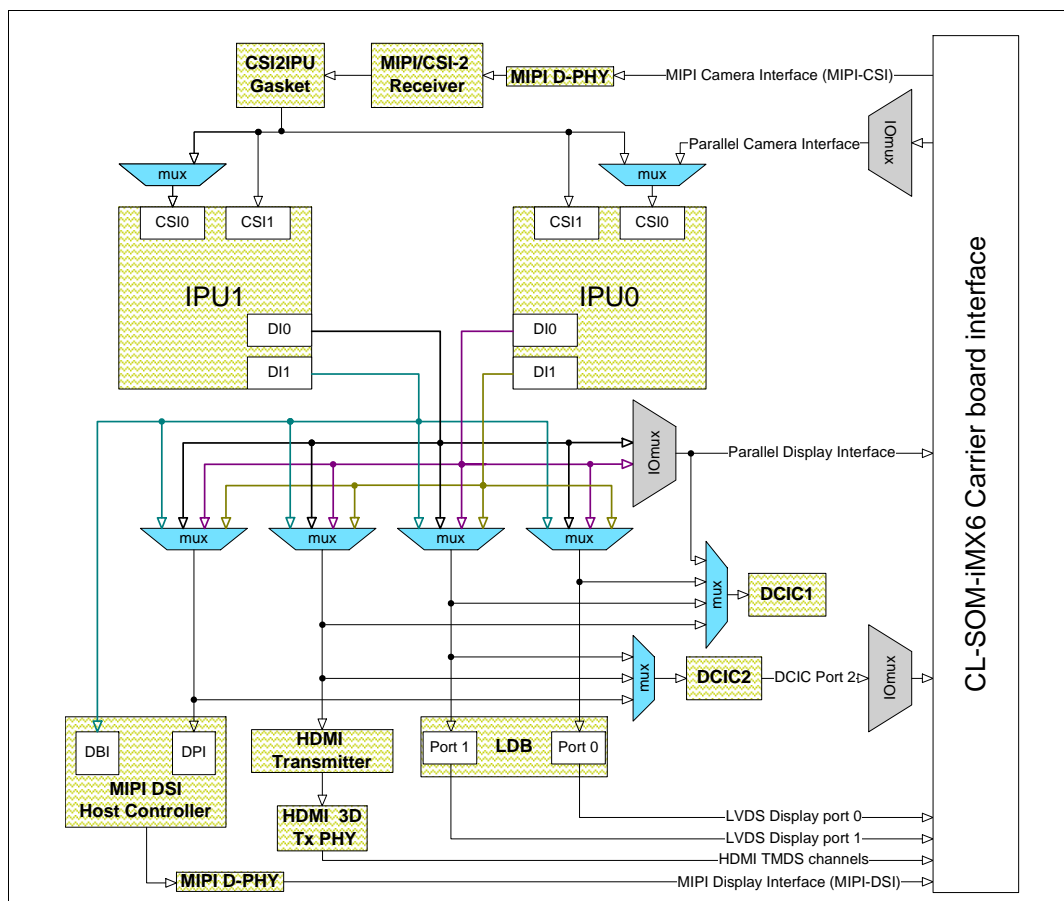 CSI2IPU
Gasket
MIPI/CSI-2
Receiver
MIPI D-PHY
MIPI Camera Interface (MIPI-CSI)
IOmux
Parallel Camera Interface
mux
mux
CSI0
CSI1
CSI1
CSI0
IPU1
IPU0
DI0
DI1
DI0
DI1
IOmux
Parallel Display Interface
mux
mux
mux
mux
mux
DCIC1
mux
DCIC2
DCIC Port 2
IOmux
DBI
DPI
MIPI DSI
Host Controller
HDMI
Transmitter
Port 1
LDB
Port 0
HDMI 3D
Tx PHY
LVDS Display port 0
LVDS Display port 1
HDMI TMDS channels
MIPI D-PHY
MIPI Display Interface (MIPI-DSI)
CL-SOM-iMX6 Carrier board interface